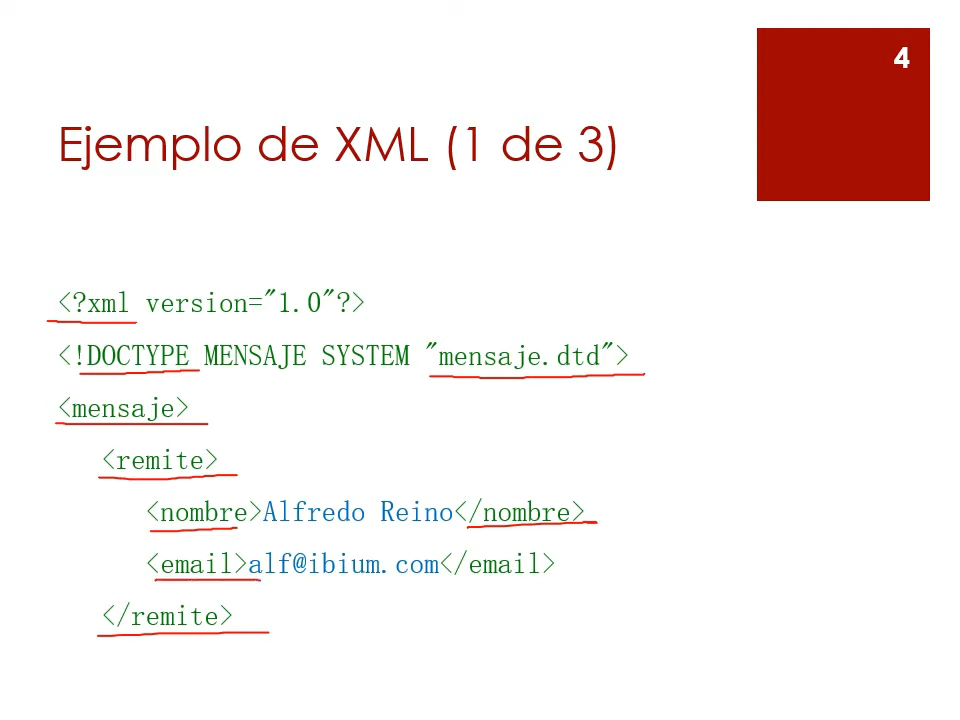 4
Ejemplo de XML (1 de 3)
<?xml version="1.0"?>
<!DOCTYPE MENSAJE SYSTEM "mensaje.dtd">
<mensaje>
<remite>
<nombre>Alfredo Reino</nombre>
<email>alf@ibium.com</email>
</remite>